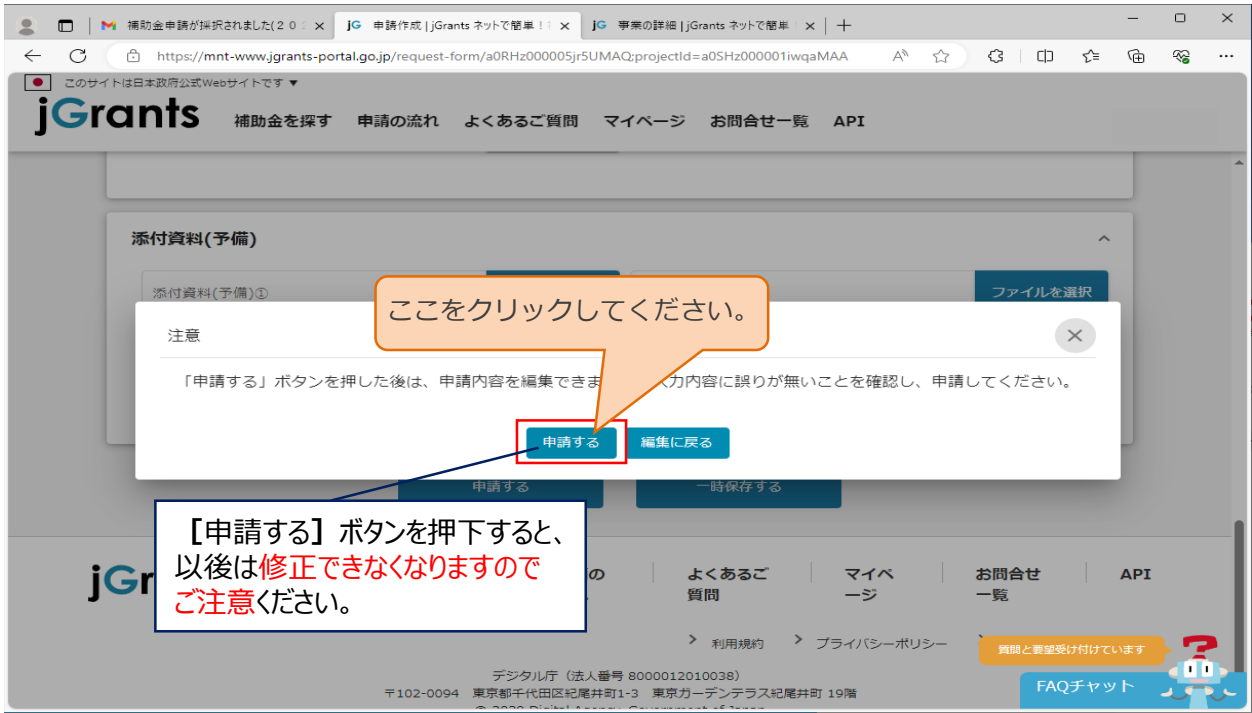 補助金申請が採択されました(20
申請作成 | jGrants ネットで簡単!
事業の詳細 | jGrants ネットで簡単
https://mnt-www.jgrants-portal.go.jp/request-form/a0RHz000005jr5UMAQ;projectId=a0SHz000001iwqaMAA
このサイトは日本政府公式Webサイトです ▼
jGrants 補助金を探す 申請の流れ よくあるご質問 マイページ お問合せ一覧 API
添付資料(予備)
添付資料(予備)①
ファイルを選択
ここをクリックしてください。
注意
「申請する」ボタンを押した後は、申請内容を編集できま
力内容に誤りが無いことを確認し、申請してください。
申請する 編集に戻る
申請する 一時保存する
【申請する】ボタンを押下すると、
以後は修正できなくなりますので
ご注意ください。
jGr
の
よくあるご
質問
マイペ
ージ
お問合せ
一覧
API
利用規約 プライバシーポリシー
質問と要望受け付けています
FAQチャット
デジタル庁(法人番号 8000012010038)
〒102-0094 東京都千代田区紀尾井町1-3 東京ガーデンテラス紀尾井町 19階
© 2020 Digital Agency, Government of Japan